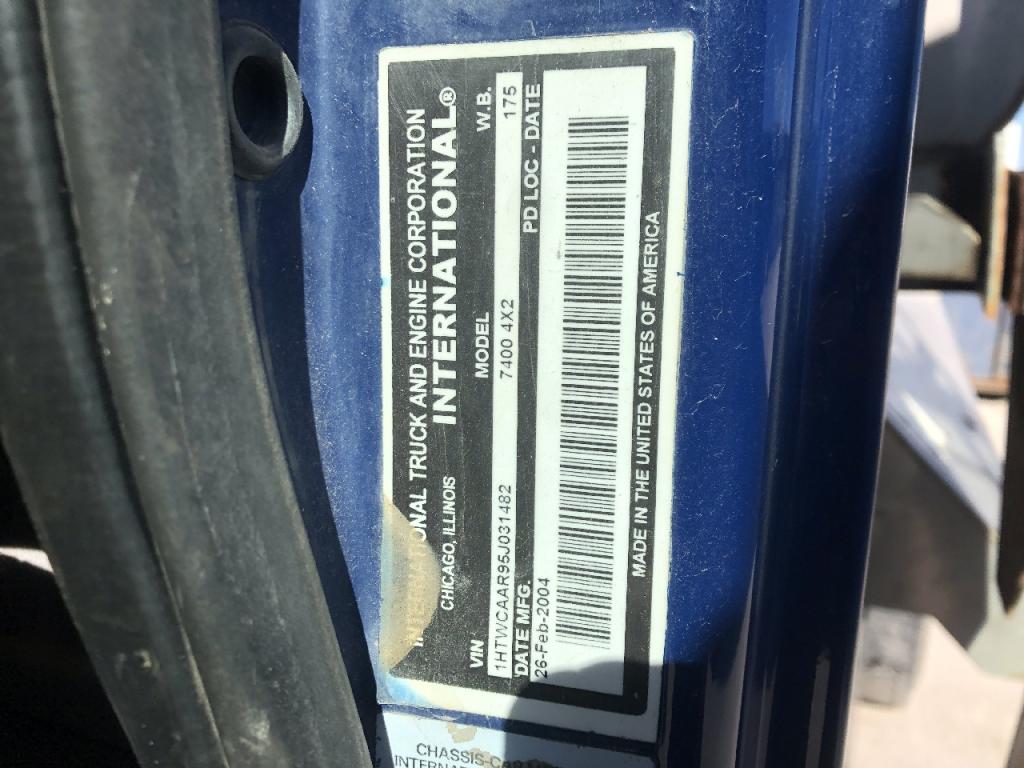 INTERNATIONAL TRUCK AND ENGINE CORPORATION
CHICAGO, ILLINOIS INTERNATIONAL®
VIN MODEL W.B.
1HTWCAAR95J031482 7400 4X2 175
DATE MFG. PD LOC - DATE
26-Feb-2004
MADE IN THE UNITED STATES OF AMERICA